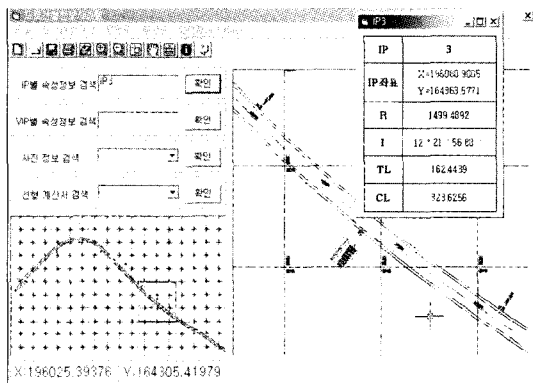 IP3
IP 3
IP좌표 X=196060.9005
Y=164963.5771
R 1499.4892
I 12 ° 21 ' 56.63
TL 162.4439
CL 323.6256
IP별 속성정보 검색 IP3 확인
VIP별 속성정보 검색 확인
사진 정보 검색 확인
선형 계산서 검색 확인
X:196025.39376 Y:164305.41979